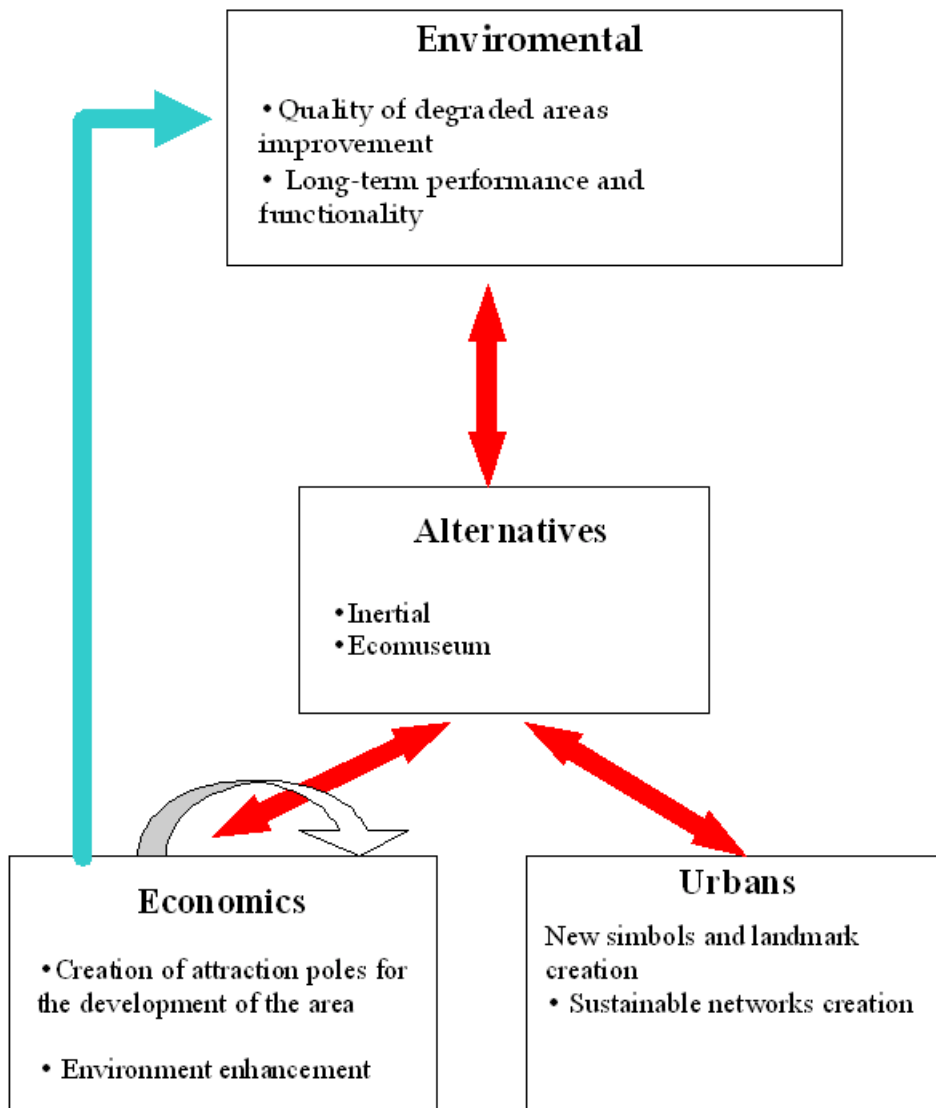 Enviromental
• Quality of degraded areas
improvement
• Long-term performance and
functionality
Alternatives
• Inertial
• Ecomuseum
Economics
• Creation of attraction poles for
the development of the area
• Environment enhancement
Urbans
New simbols and landmark
creation
• Sustainable networks creation